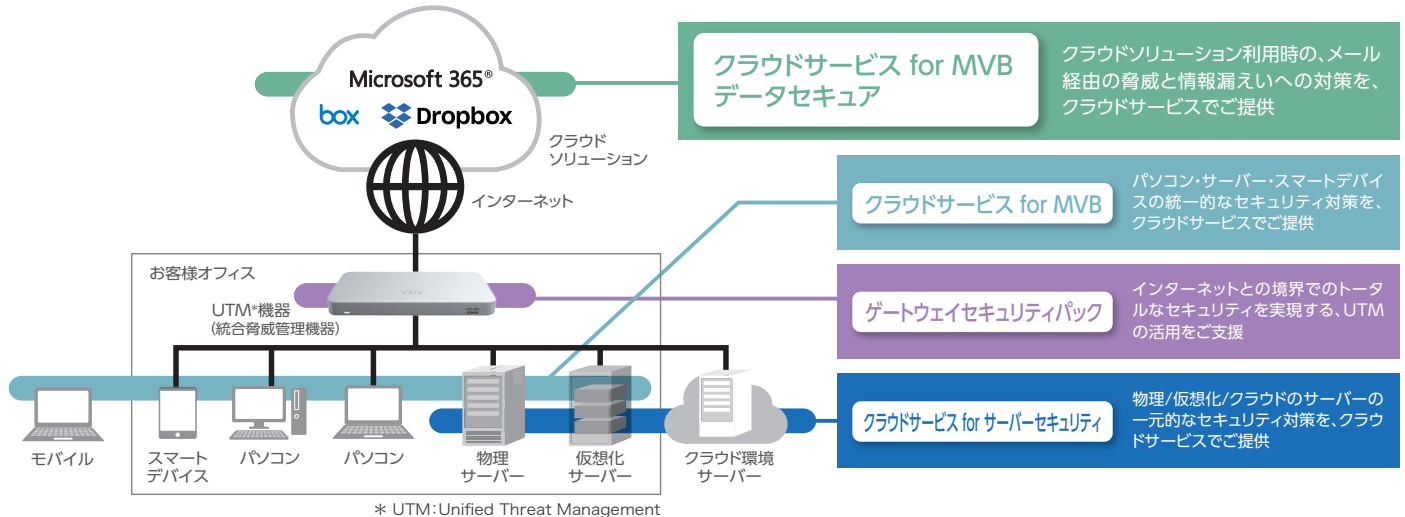 Microsoft 365®
box Dropbox
クラウド
ソリューション
インターネット
お客様オフィス
UTM*機器
(統合脅威管理機器)
モバイル
スマート
デバイス
パソコン
パソコン
物理
サーバー
仮想化
サーバー
クラウド環境
サーバー
* UTM:Unified Threat Management
クラウドサービス for MVB
データセキュア
クラウドソリューション利用時の、メール
経由の脅威と情報漏えいへの対策を、
クラウドサービスでご提供
クラウドサービス for MVB
パソコン・サーバー・スマートデバイ
スの統一的なセキュリティ対策を、
クラウドサービスでご提供
ゲートウェイセキュリティパック
インターネットとの境界でのトータ
ルなセキュリティを実現する、UTM
の活用をご支援
クラウドサービス for サーバーセキュリティ
物理/仮想化/クラウドのサーバーの
一元的なセキュリティ対策を、クラウ
ドサービスでご提供